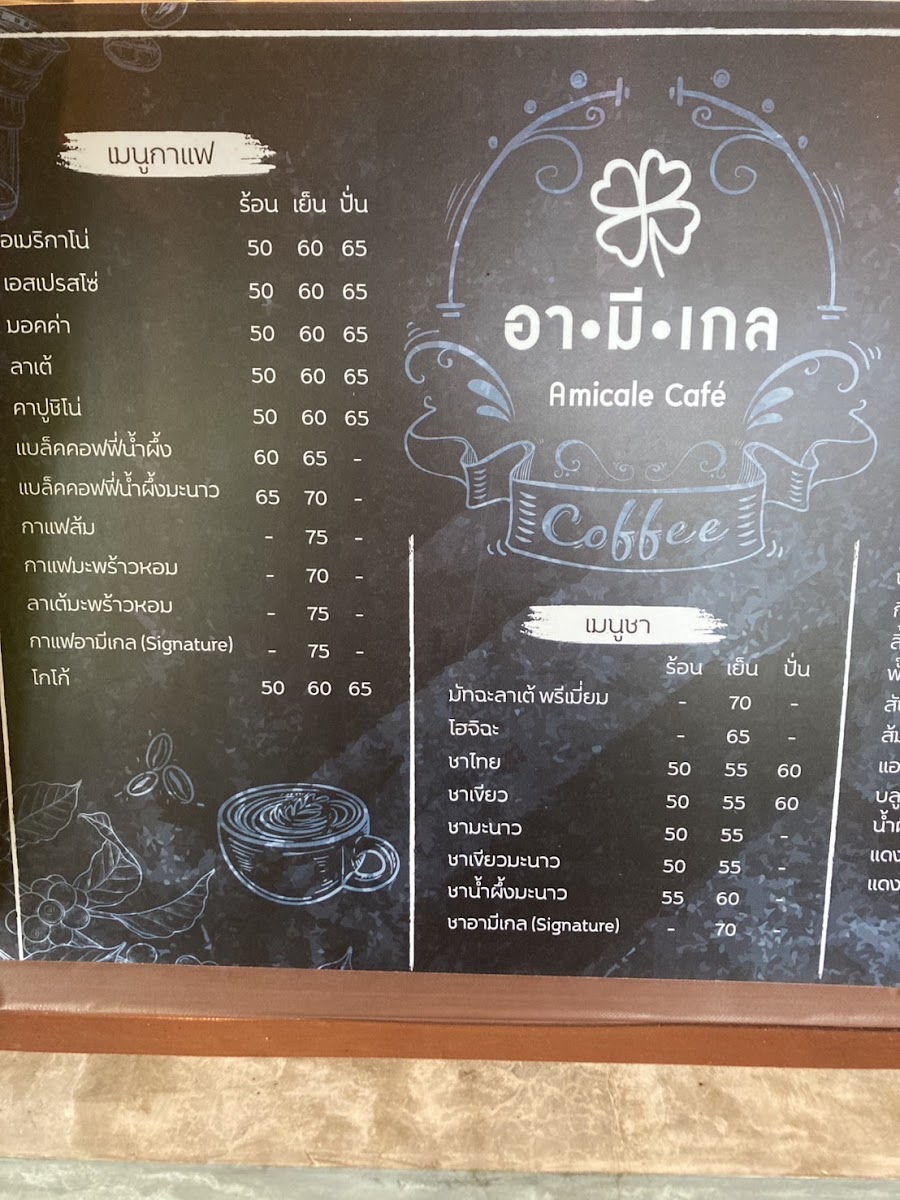 เมนูกาแฟ
ร้อน เย็น ปั่น
อเมริกาโน่ 50 60 65
เอสเปรสโซ่ 50 60 65
มอคค่า 50 60 65
ลาเต้ 50 60 65
คาปูชิโน่ 50 60 65
แบล็คคอฟฟี่น้ำผึ้ง 60 65 -
แบล็คคอฟฟี่น้ำผึ้งมะนาว 65 70 -
กาแฟส้ม - 75 -
กาแฟมะพร้าวหอม - 70 -
ลาเต้มะพร้าวหอม - 75 -
กาแฟอามีเกล (Signature) - 75 -
โกโก้ 50 60 65
อา•มี•เกล
Amicale Café
Coffee
เมนูชา
ร้อน เย็น ปั่น
มัทฉะลาเต้ พรีเมี่ยม - 70 -
โฮจิฉะ - 65 -
ชาไทย 50 55 60
ชาเขียว 50 55 60
ชามะนาว 50 55 -
ชาเขียวมะนาว 50 55 -
ชาน้ำผึ้งมะนาว 55 60 -
ชาอามีเกล (Signature) - 70 -
แดง
แดง